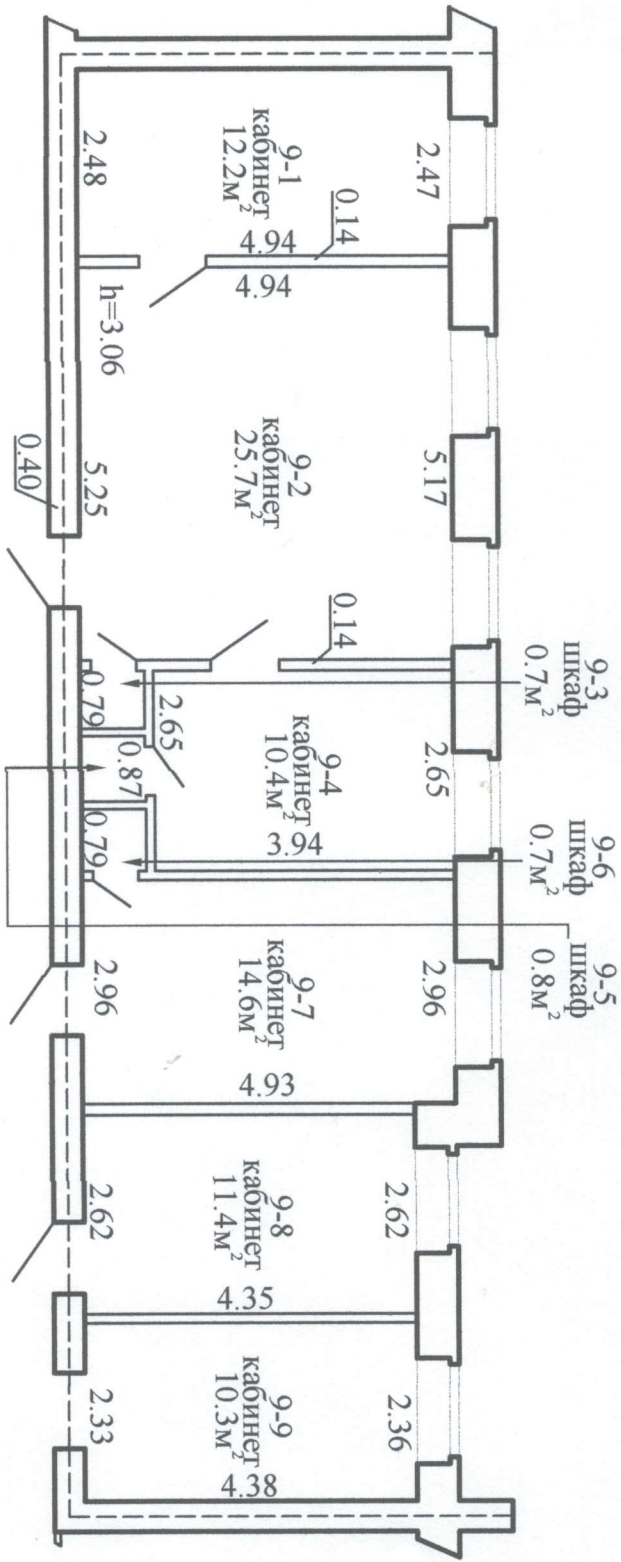 9-1
кабинет
12.2м²
2.47
2.48
4.94
4.94
0.14
h=3.06
9-2
кабинет
25.7м²
5.17
5.25
0.40
0.14
9-3
шкаф
0.7м²
0.79
2.65
9-4
кабинет
10.4м²
2.65
3.94
0.87
0.79
9-6
шкаф
0.7м²
9-5
шкаф
0.8м²
9-7
кабинет
14.6м²
2.96
2.96
4.93
9-8
кабинет
11.4м²
2.62
2.62
4.35
9-9
кабинет
10.3м²
2.36
2.33
4.38